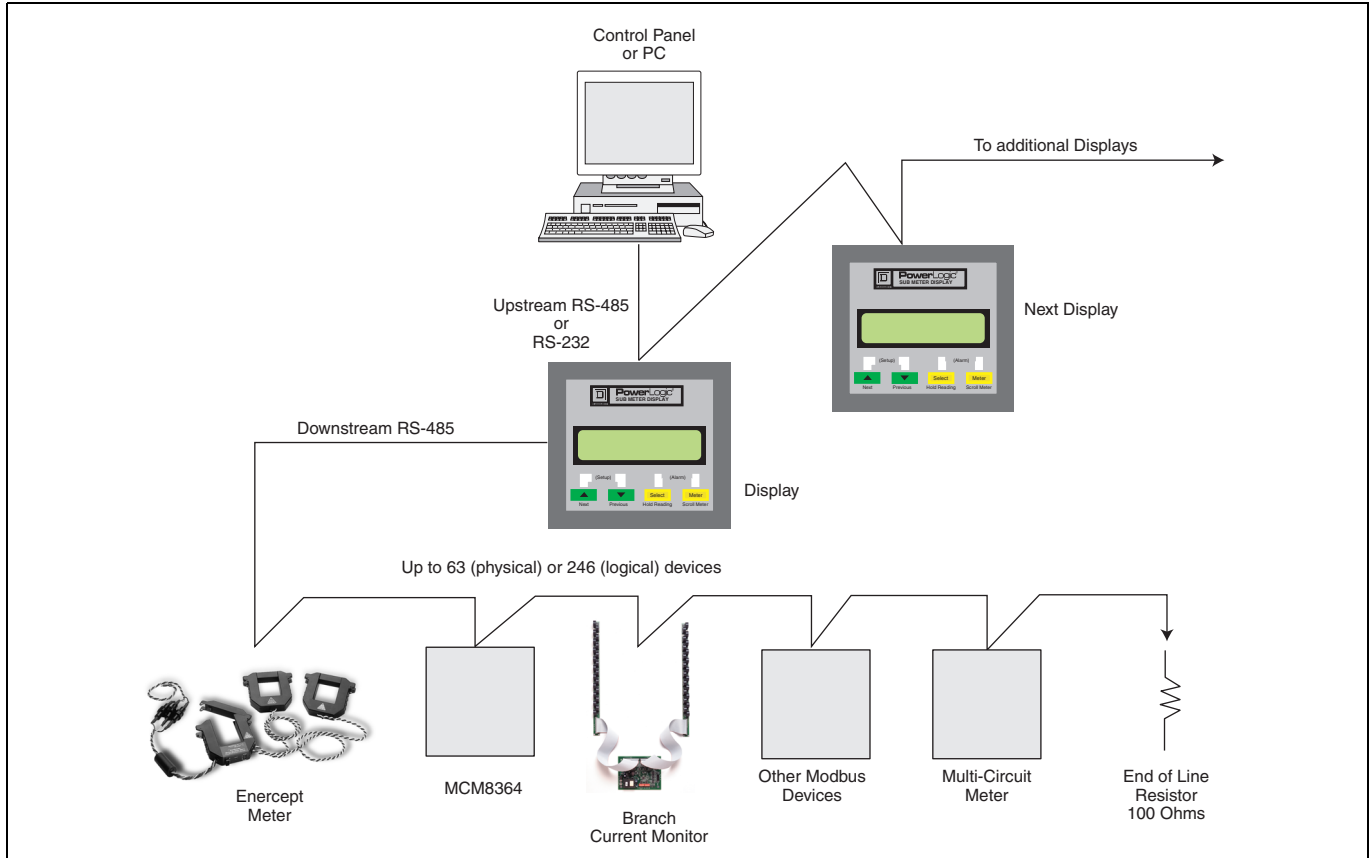 Control Panel
or PC
To additional Displays
PowerLogic
SUB METER DISPLAY
Next Display
(Setup) (Alarm)
Select Meter
Next Previous Hold Reading Scroll Meter
Upstream RS-485
or
RS-232
Downstream RS-485
PowerLogic
SUB METER DISPLAY
Display
(Setup) (Alarm)
Select Meter
Next Previous Hold Reading Scroll Meter
Up to 63 (physical) or 246 (logical) devices
Enercept
Meter
MCM8364
Branch
Current Monitor
Other Modbus
Devices
Multi-Circuit
Meter
End of Line
Resistor
100 Ohms